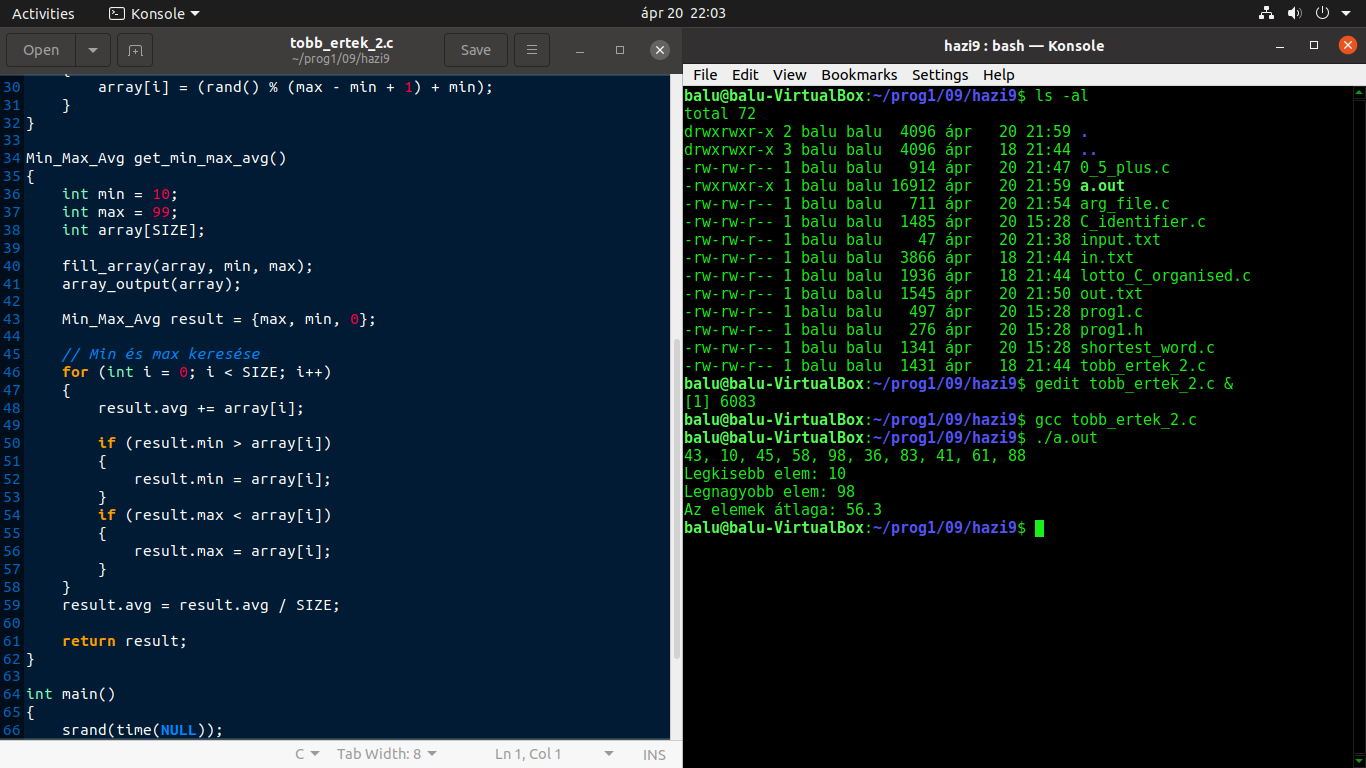 Activities Konsole ápr 20 22:03
Open tobb_ertek_2.c Save
~/prog1/09/hazi9
{
30 array[i] = (rand() % (max - min + 1) + min);
31 }
32 }
33
34 Min_Max_Avg get_min_max_avg()
35 {
36 int min = 10;
37 int max = 99;
38 int array[SIZE];
39
40 fill_array(array, min, max);
41 array_output(array);
42
43 Min_Max_Avg result = {max, min, 0};
44
45 // Min és max keresése
46 for (int i = 0; i < SIZE; i++)
47 {
48 result.avg += array[i];
49
50 if (result.min > array[i])
51 {
52 result.min = array[i];
53 }
54 if (result.max < array[i])
55 {
56 result.max = array[i];
57 }
58 }
59 result.avg = result.avg / SIZE;
60
61 return result;
62 }
63
64 int main()
65 {
66 srand(time(NULL));
C Tab Width: 8 Ln 1, Col 1 INS
hazi9 : bash — Konsole
File Edit View Bookmarks Settings Help
balu@balu-VirtualBox:~/prog1/09/hazi9$ ls -al
total 72
drwxrwxr-x 2 balu balu 4096 ápr 20 21:59 .
drwxrwxr-x 3 balu balu 4096 ápr 18 21:44 ..
-rw-rw-r-- 1 balu balu 914 ápr 20 21:47 0_5_plus.c
-rwxrwxr-x 1 balu balu 16912 ápr 20 21:59 a.out
-rw-rw-r-- 1 balu balu 711 ápr 20 21:54 arg_file.c
-rw-rw-r-- 1 balu balu 1485 ápr 20 15:28 C_identifier.c
-rw-rw-r-- 1 balu balu 47 ápr 20 21:38 input.txt
-rw-rw-r-- 1 balu balu 3866 ápr 18 21:44 in.txt
-rw-rw-r-- 1 balu balu 1936 ápr 18 21:44 lotto_C_organised.c
-rw-rw-r-- 1 balu balu 1545 ápr 20 21:50 out.txt
-rw-rw-r-- 1 balu balu 497 ápr 20 15:28 prog1.c
-rw-rw-r-- 1 balu balu 276 ápr 20 15:28 prog1.h
-rw-rw-r-- 1 balu balu 1341 ápr 20 15:28 shortest_word.c
-rw-rw-r-- 1 balu balu 1431 ápr 18 21:44 tobb_ertek_2.c
balu@balu-VirtualBox:~/prog1/09/hazi9$ gedit tobb_ertek_2.c &
[1] 6083
balu@balu-VirtualBox:~/prog1/09/hazi9$ gcc tobb_ertek_2.c
balu@balu-VirtualBox:~/prog1/09/hazi9$ ./a.out
43, 10, 45, 58, 98, 36, 83, 41, 61, 88
Legkisebb elem: 10
Legnagyobb elem: 98
Az elemek átlaga: 56.3
balu@balu-VirtualBox:~/prog1/09/hazi9$